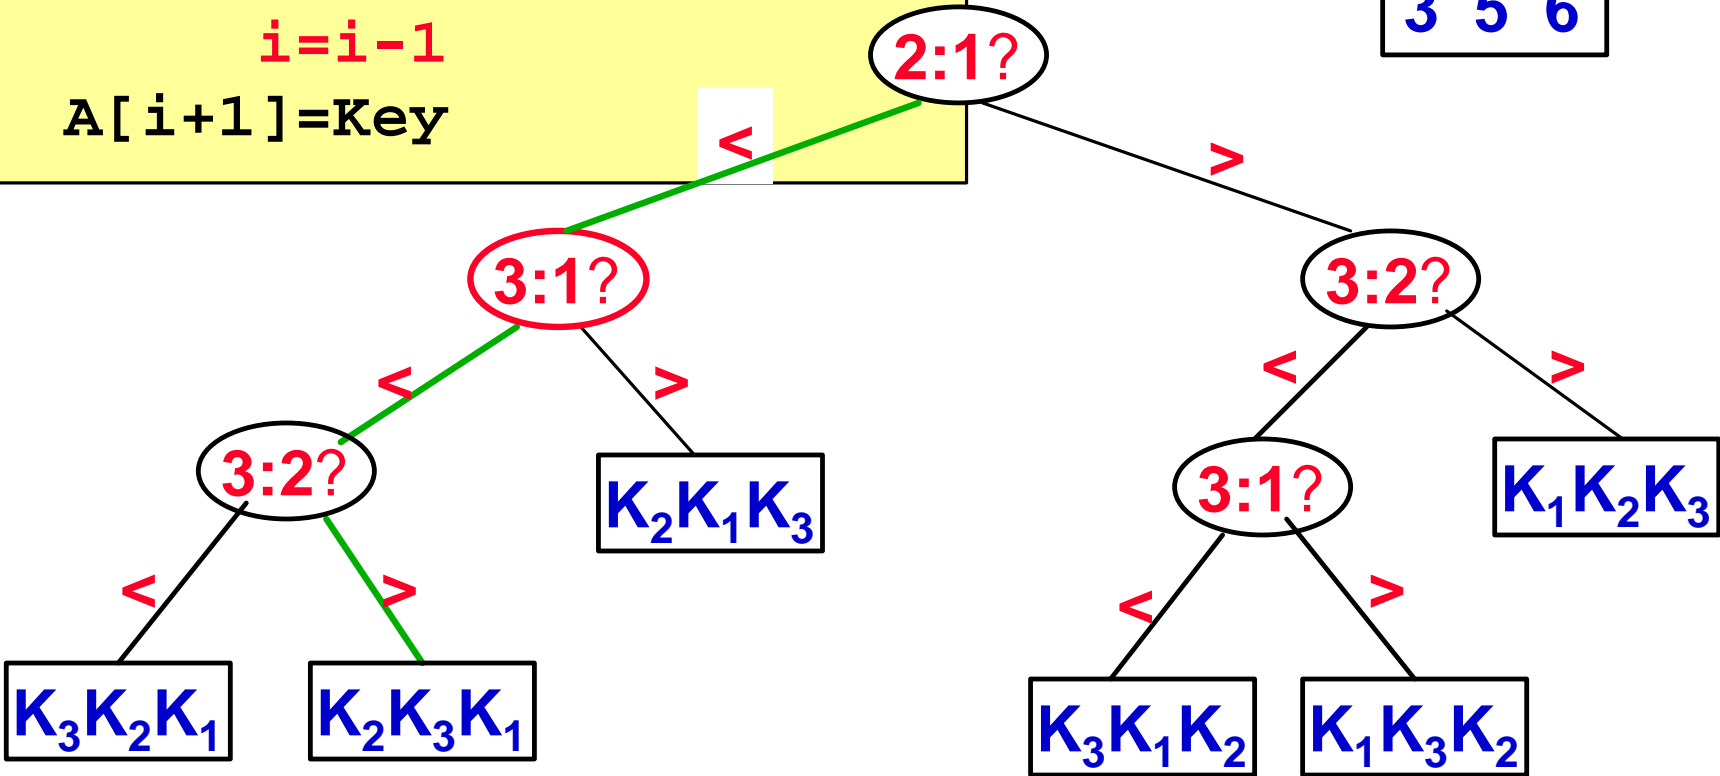 3 5 6
i=i-1
2:1?
A[i+1]=Key
< >
3:1? 3:2?
< > < >
3:2? K₂K₁K₃ 3:1? K₁K₂K₃
< > < >
K₃K₂K₁ K₂K₃K₁ K₃K₁K₂ K₁K₃K₂